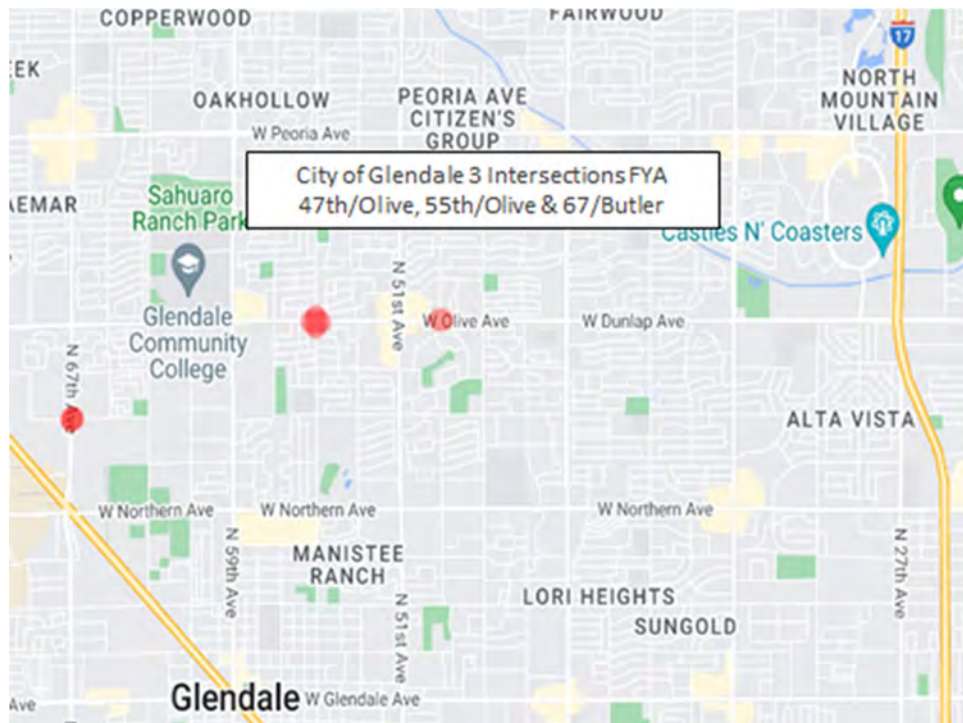 COPPERWOOD
FAIRWOOD
17
EEK
NORTH
MOUNTAIN
VILLAGE
OAKHOLLOW
PEORIA AVE
CITIZEN'S
GROUP
W Peoria Ave
City of Glendale 3 Intersections FYA
47th/Olive, 55th/Olive & 67/Butler
Sahuaro
Ranch Park
AEMAR
Castles N' Coasters
Glendale
Community
College
N 51st Ave
W Olive Ave
W Dunlap Ave
N 67th Ave
ALTA VISTA
W Northern Ave
W Northern Ave
W Northern Ave
N 59th Ave
MANISTEE
RANCH
N 27th Ave
N 51st Ave
LORI HEIGHTS
SUNGOLD
Glendale
W Glendale Ave
Ave